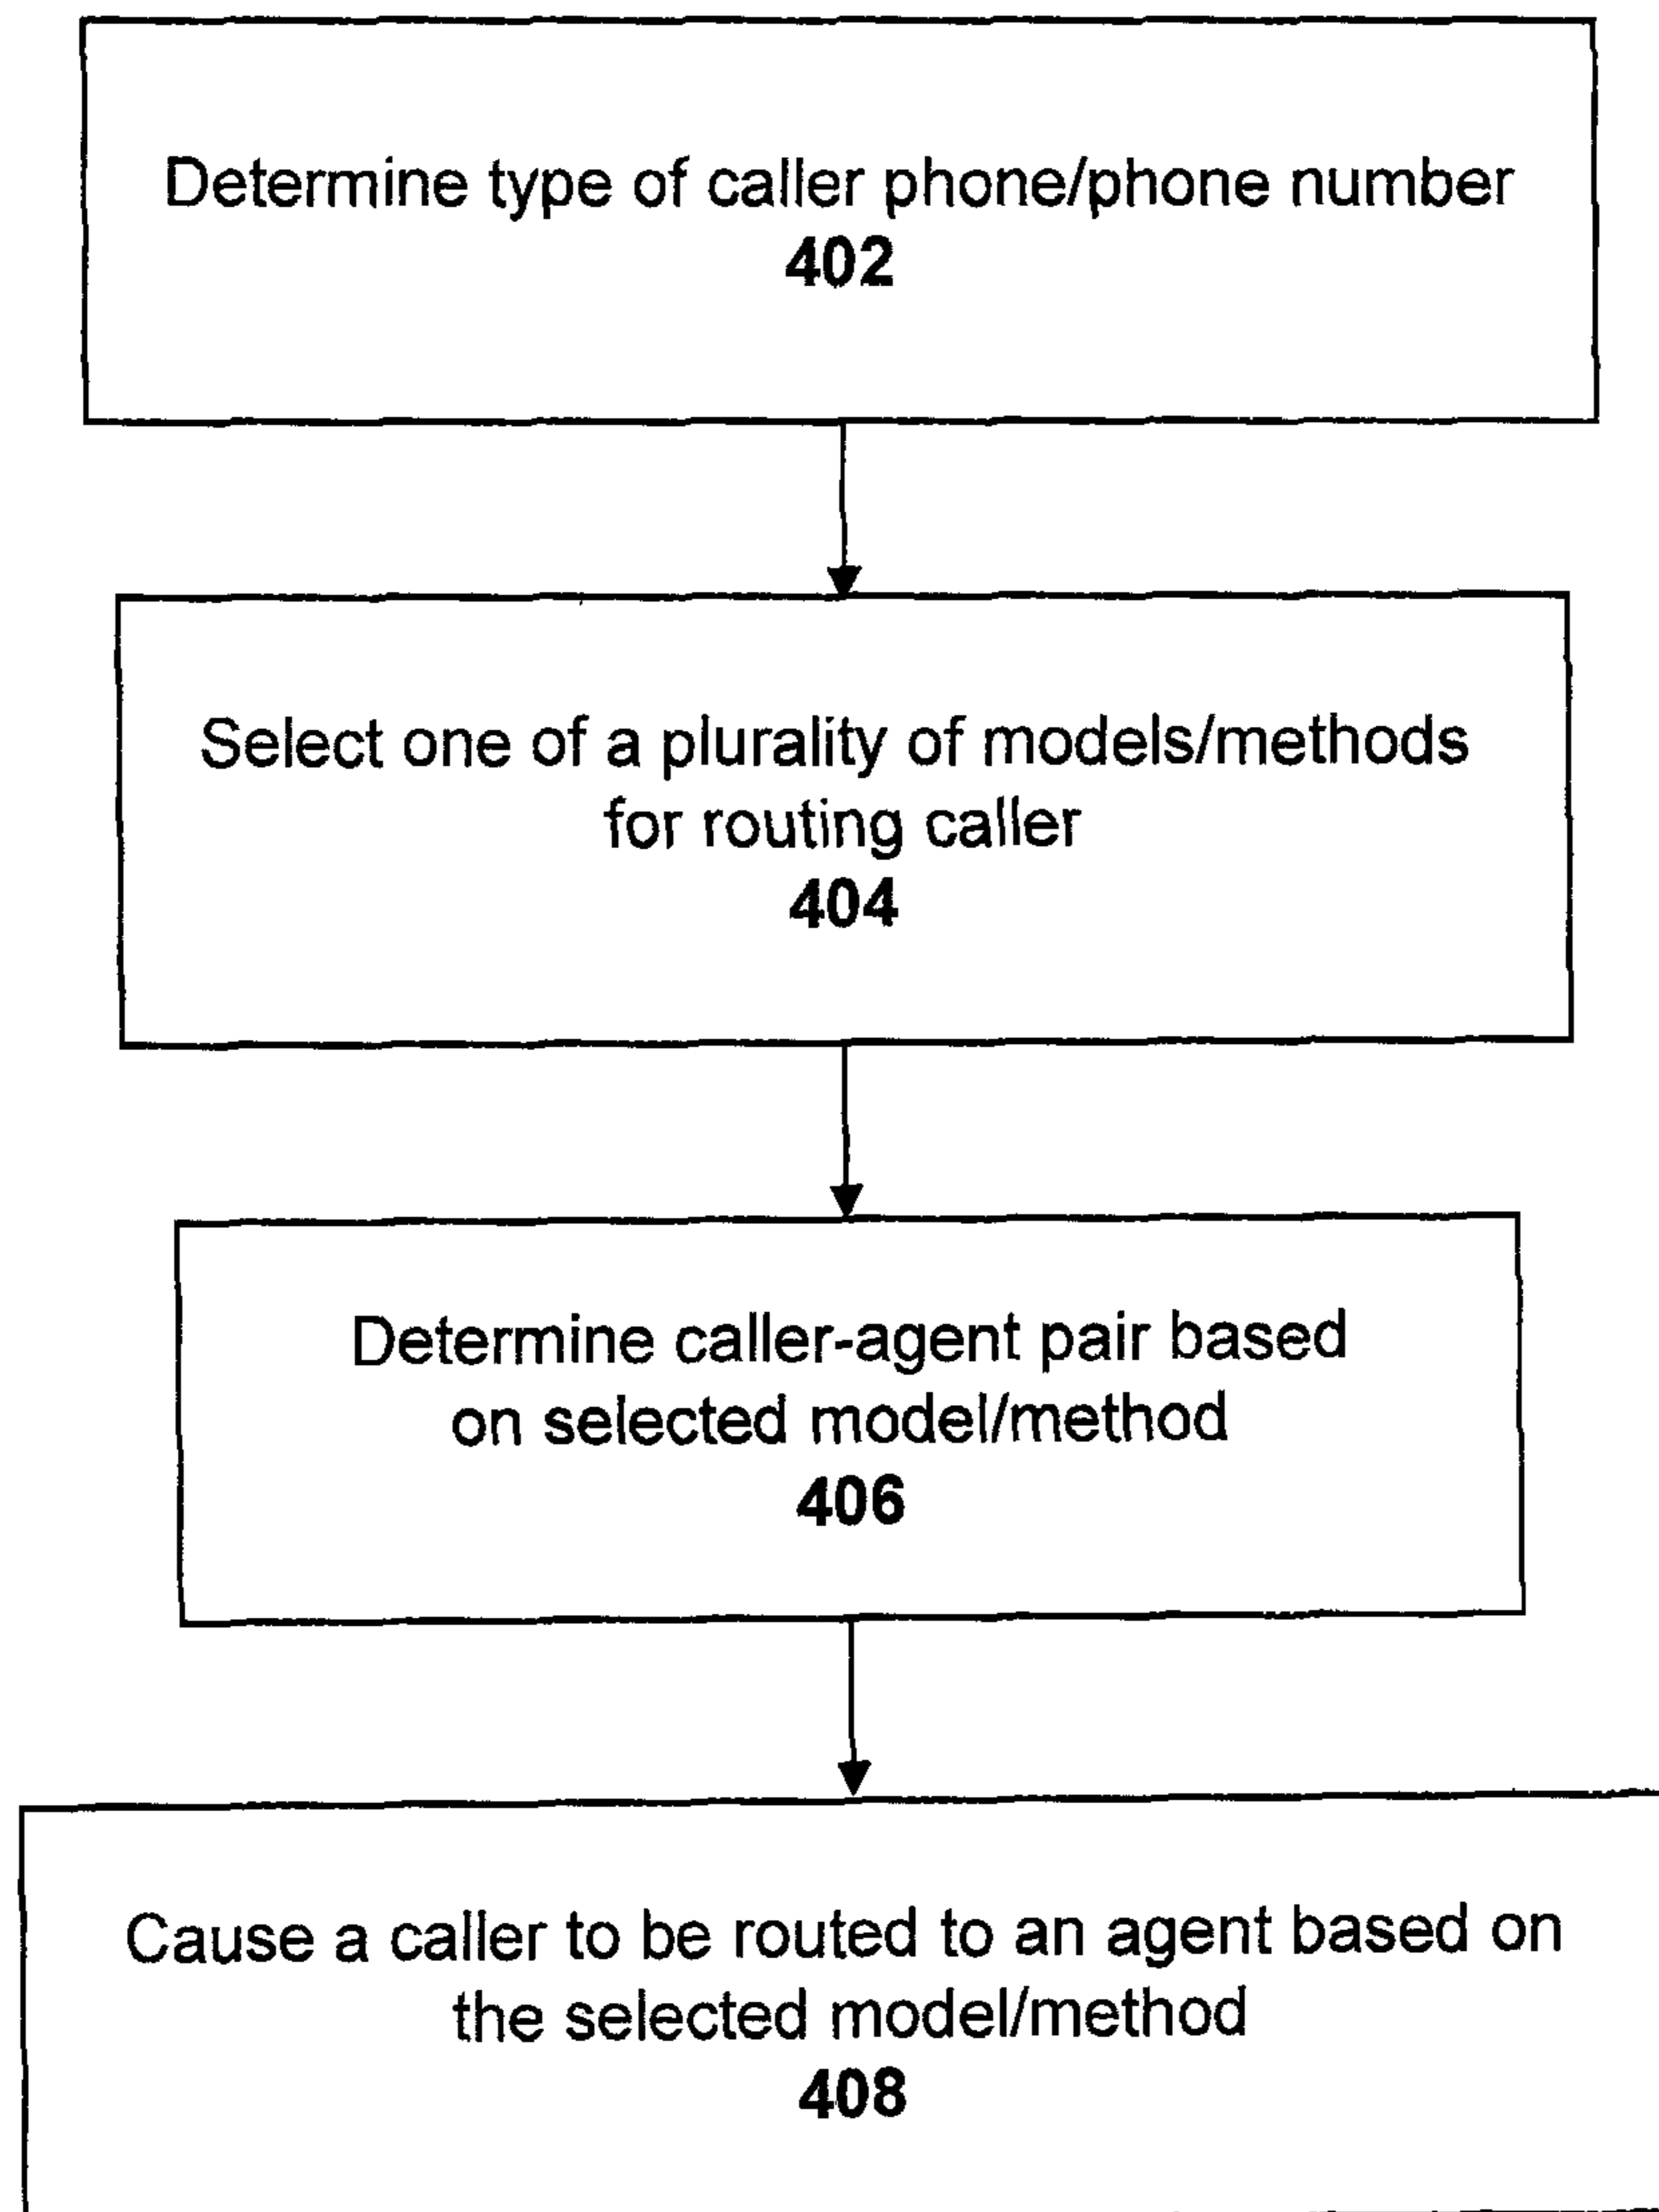 Determine type of caller phone/phone number
402
Select one of a plurality of models/methods
for routing caller
404
Determine caller-agent pair based
on selected model/method
406
Cause a caller to be routed to an agent based on
the selected model/method
408